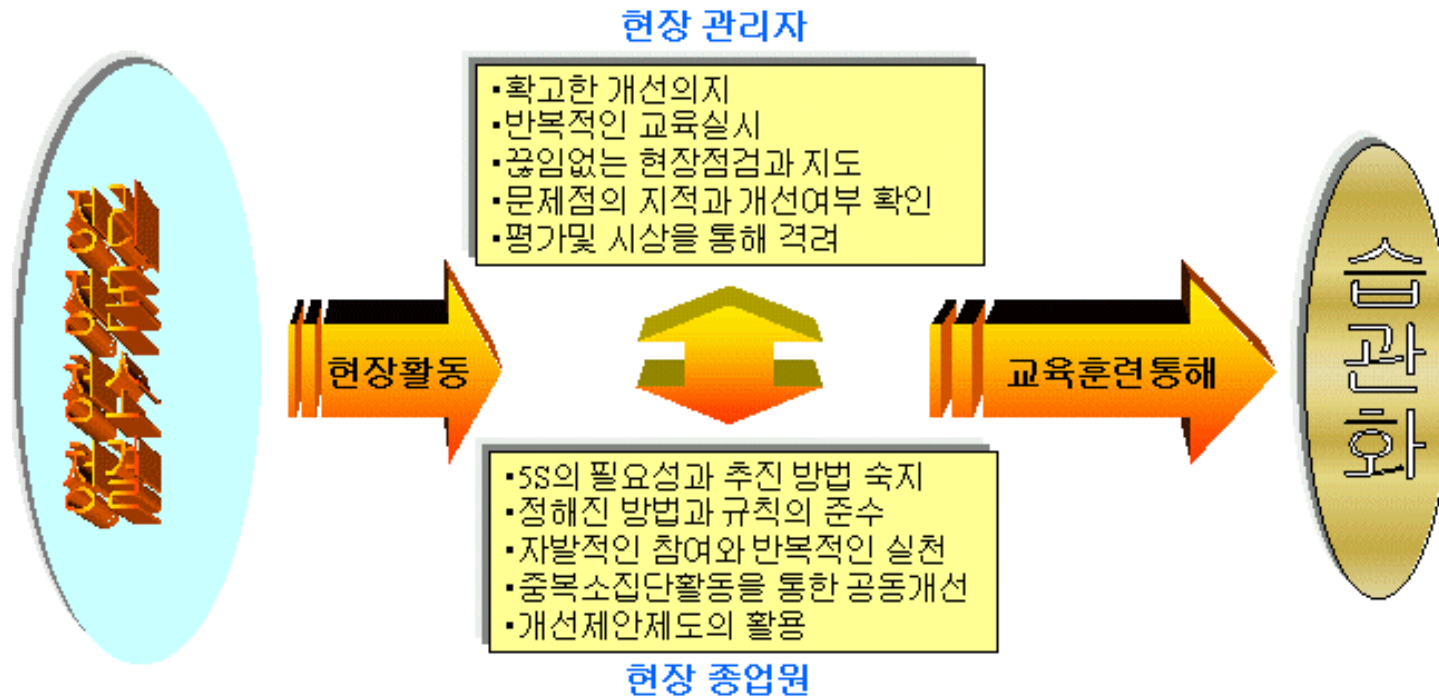 정리
정돈
청소
청결
현장활동
현장 관리자
▪확고한 개선의지
▪반복적인 교육실시
▪끊임없는 현장점검과 지도
▪문제점의 지적과 개선여부 확인
▪평가및 시상을 통해 격려
▪5S의 필요성과 추진 방법 숙지
▪정해진 방법과 규칙의 준수
▪자발적인 참여와 반복적인 실천
▪중복소집단활동을 통한 공동개선
▪개선제안제도의 활용
현장 종업원
교육훈련통해
습관화